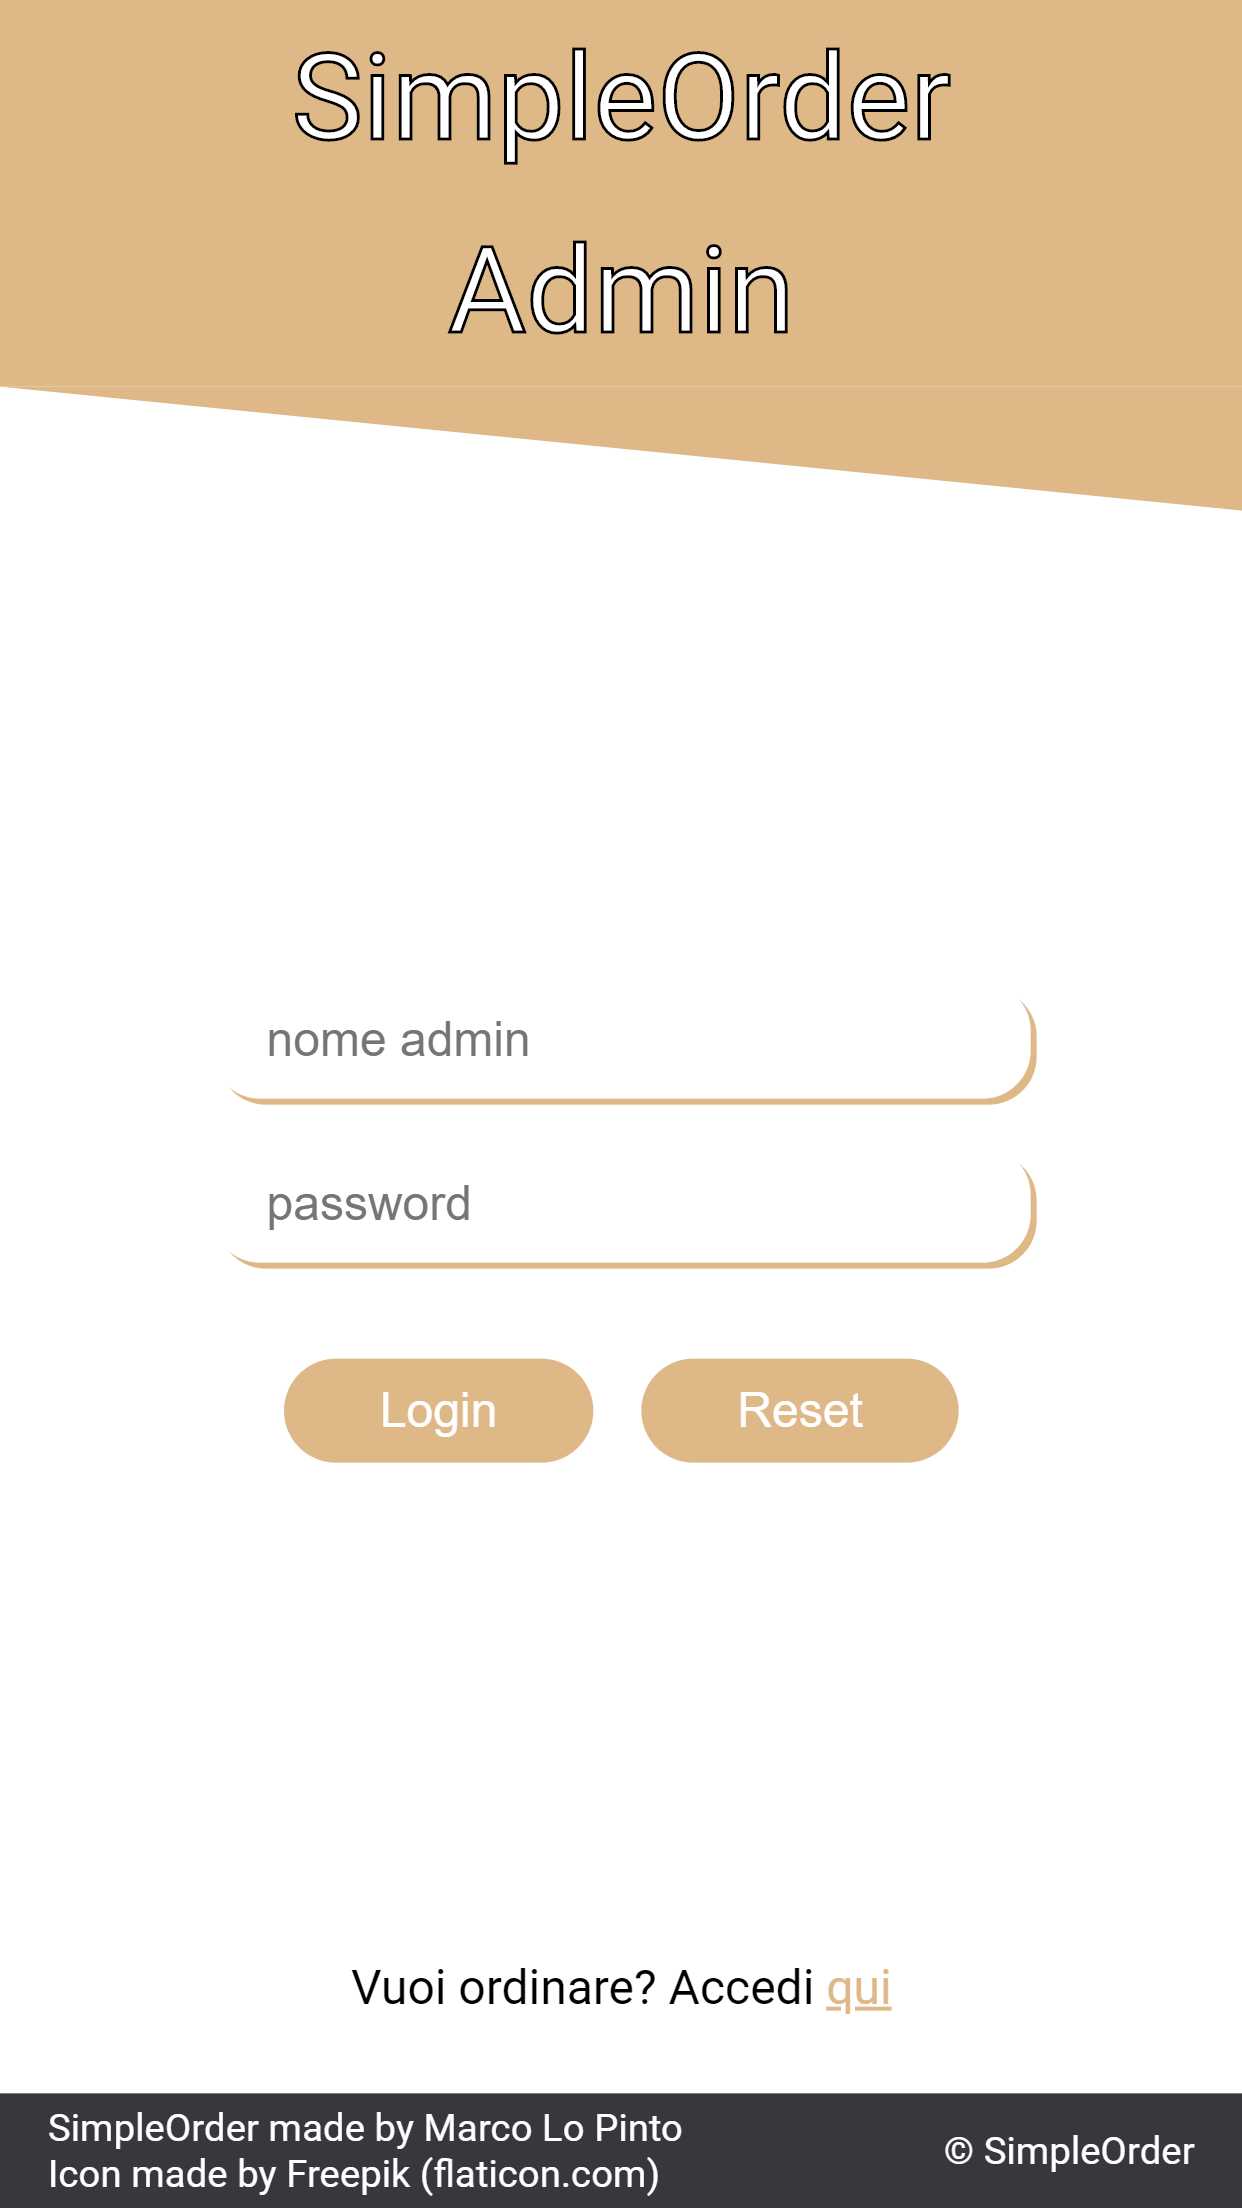 SimpleOrder
Admin
nome admin
password
Login Reset
Vuoi ordinare? Accedi qui
SimpleOrder made by Marco Lo Pinto
Icon made by Freepik (flaticon.com)
© SimpleOrder